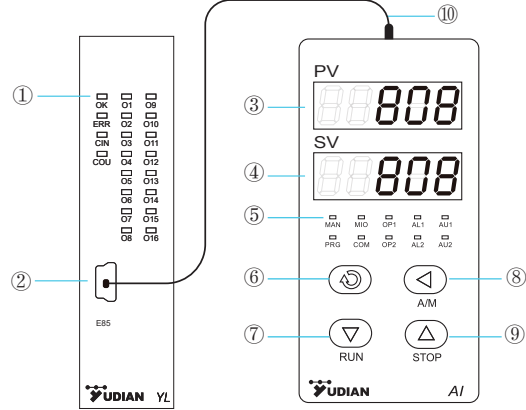 ⑩
PV
①
OK O1 O9
③
808
ERR O2 O10
CIN O3 O11
SV
COU O4 O12
④
808
O5 O13
O6 O14
⑤
MAN MIO OP1 AL1 AU1
O7 O15
O8 O16
PRG COM OP2 AL2 AU2
②
⑥
⑧
A/M
E85
⑦
⑨
RUN
STOP
YUDIAN YL
YUDIAN AI